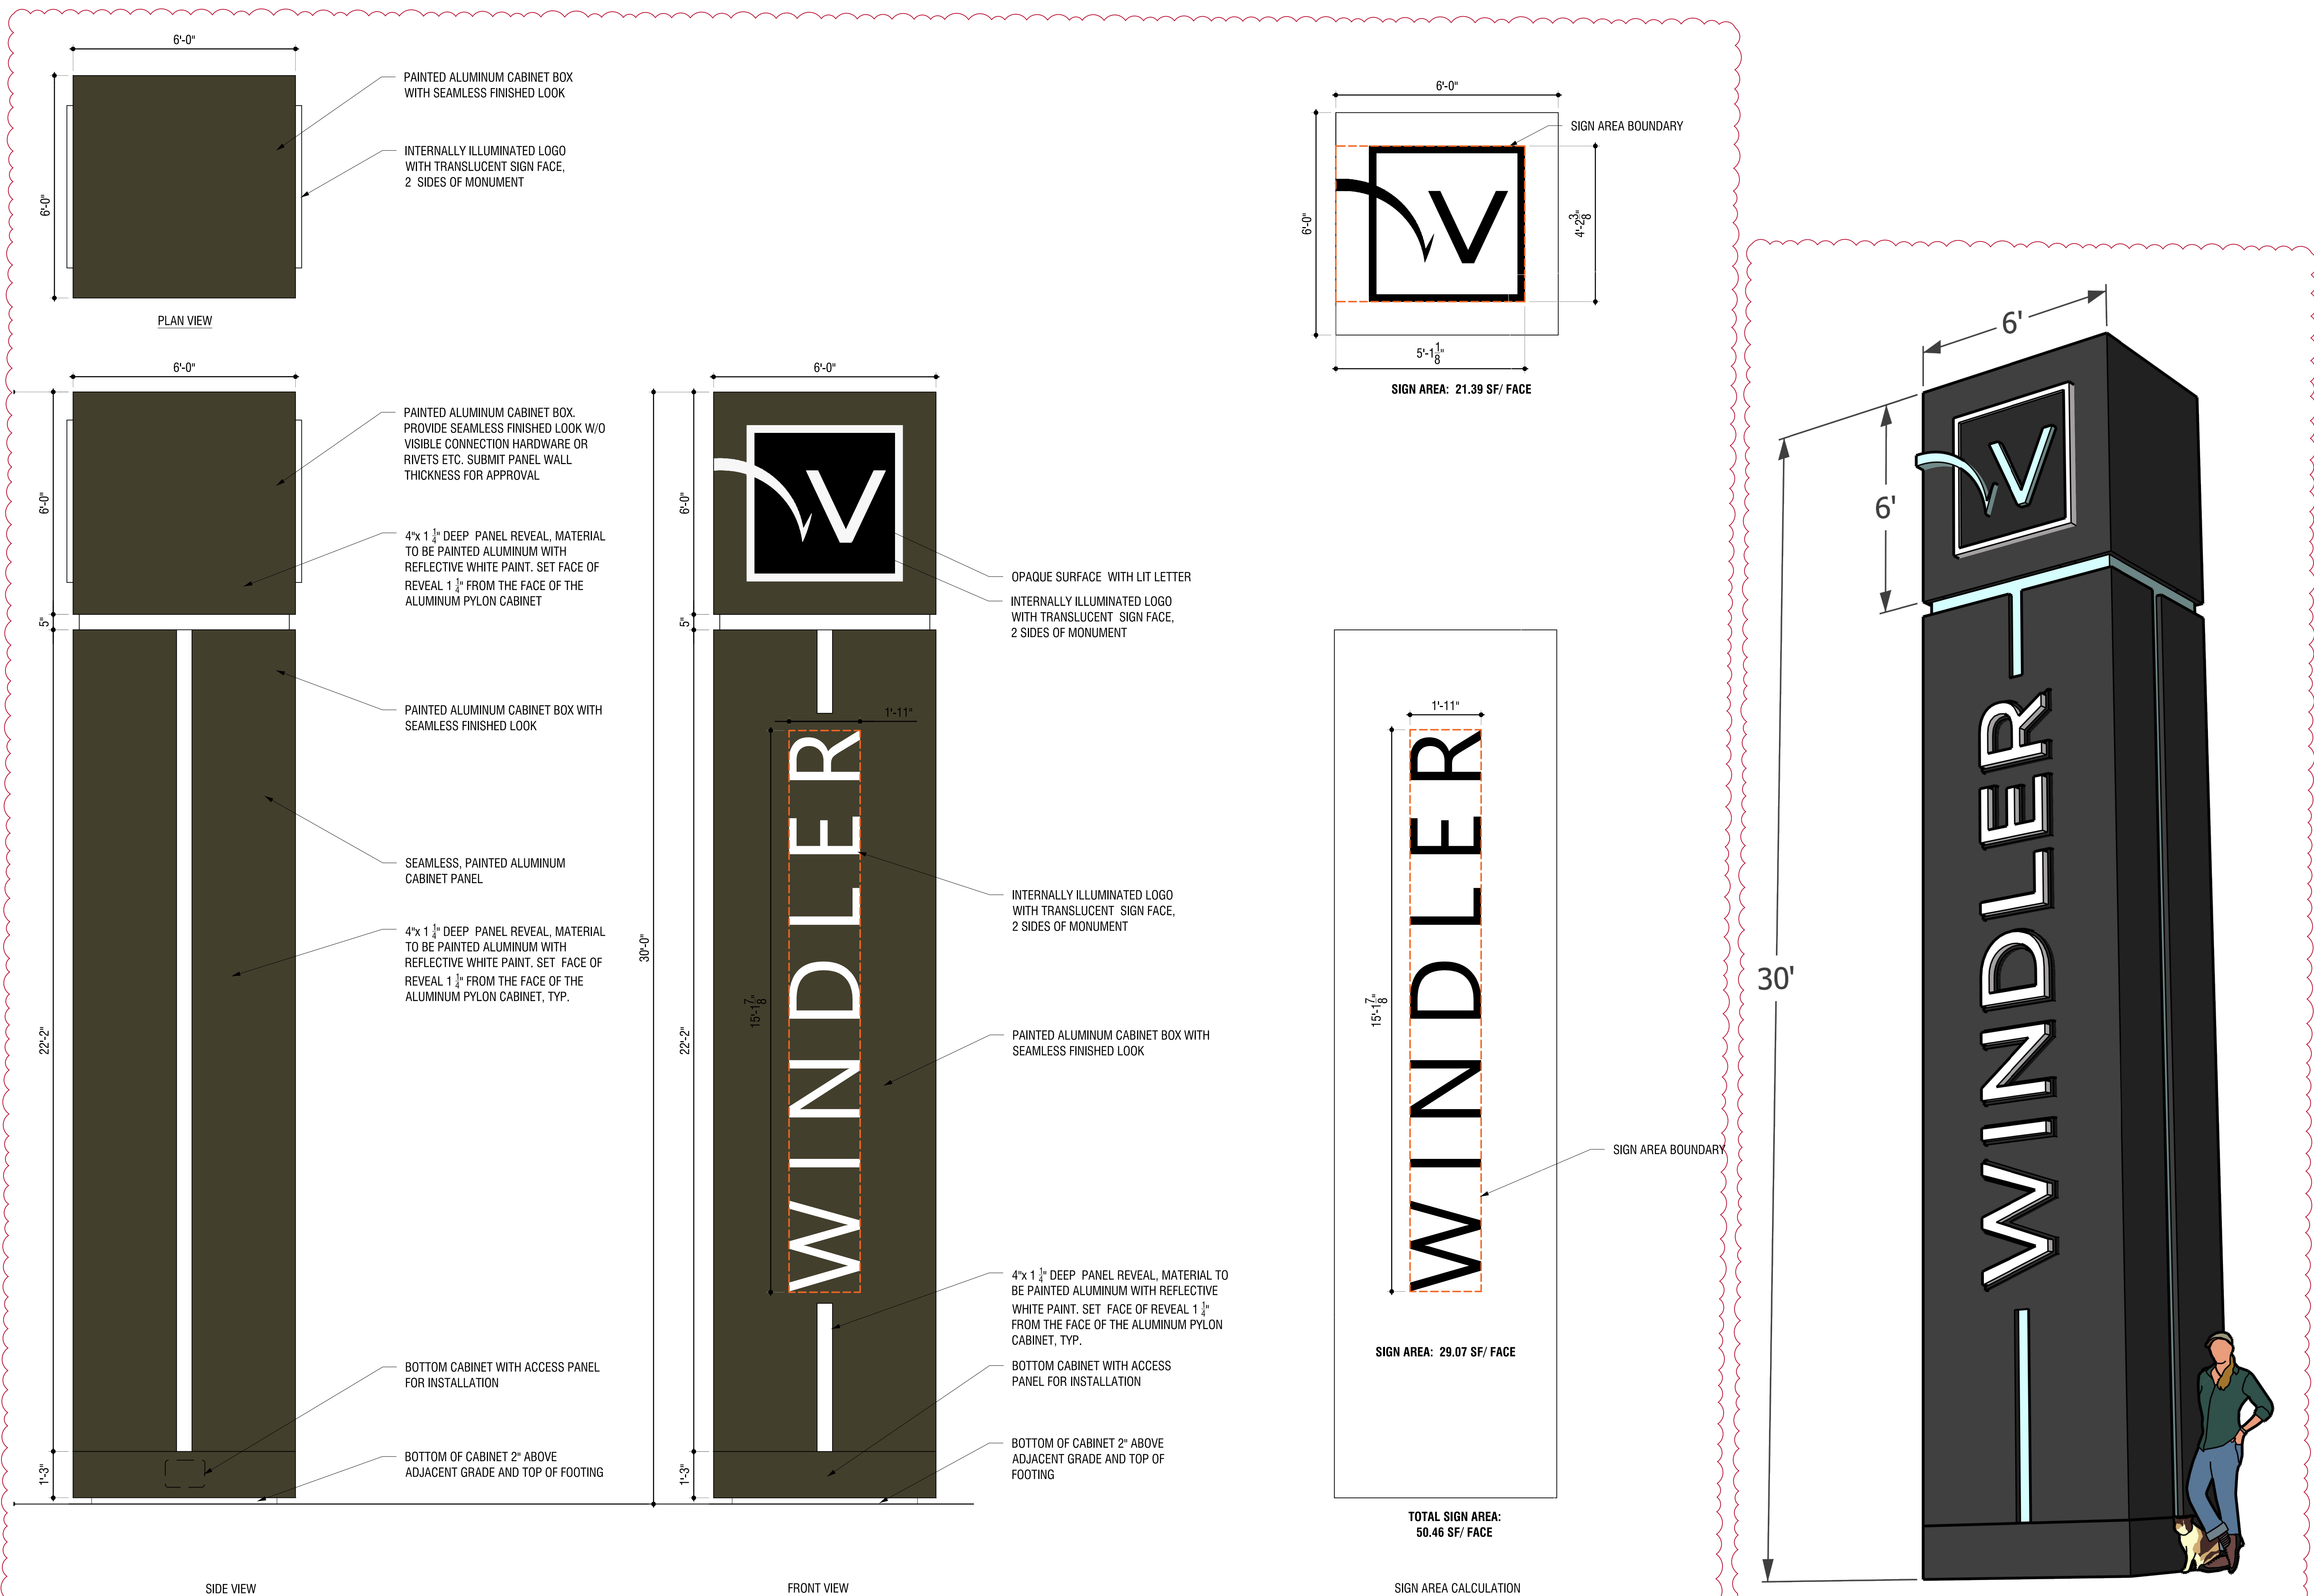 6'-0"
6'-0"
PAINTED ALUMINUM CABINET BOX
WITH SEAMLESS FINISHED LOOK
INTERNALLY ILLUMINATED LOGO
WITH TRANSLUCENT SIGN FACE,
2 SIDES OF MONUMENT
PLAN VIEW
6'-0"
6'-0"
5"
22'-2"
1'-3"
PAINTED ALUMINUM CABINET BOX.
PROVIDE SEAMLESS FINISHED LOOK W/O
VISIBLE CONNECTION HARDWARE OR
RIVETS ETC. SUBMIT PANEL WALL
THICKNESS FOR APPROVAL
4"x 1 1/4" DEEP PANEL REVEAL, MATERIAL
TO BE PAINTED ALUMINUM WITH
REFLECTIVE WHITE PAINT. SET FACE OF
REVEAL 1 1/4" FROM THE FACE OF THE
ALUMINUM PYLON CABINET
PAINTED ALUMINUM CABINET BOX WITH
SEAMLESS FINISHED LOOK
SEAMLESS, PAINTED ALUMINUM
CABINET PANEL
4"x 1 1/4" DEEP PANEL REVEAL, MATERIAL
TO BE PAINTED ALUMINUM WITH
REFLECTIVE WHITE PAINT. SET FACE OF
REVEAL 1 1/4" FROM THE FACE OF THE
ALUMINUM PYLON CABINET, TYP.
BOTTOM CABINET WITH ACCESS PANEL
FOR INSTALLATION
BOTTOM OF CABINET 2" ABOVE
ADJACENT GRADE AND TOP OF FOOTING
SIDE VIEW
6'-0"
30'-0"
6'-0"
5"
22'-2"
1'-3"
V
1'-11"
15'-1 7/8"
WINDLER
OPAQUE SURFACE WITH LIT LETTER
INTERNALLY ILLUMINATED LOGO
WITH TRANSLUCENT SIGN FACE,
2 SIDES OF MONUMENT
INTERNALLY ILLUMINATED LOGO
WITH TRANSLUCENT SIGN FACE,
2 SIDES OF MONUMENT
PAINTED ALUMINUM CABINET BOX WITH
SEAMLESS FINISHED LOOK
4"x 1 1/4" DEEP PANEL REVEAL, MATERIAL TO
BE PAINTED ALUMINUM WITH REFLECTIVE
WHITE PAINT. SET FACE OF REVEAL 1 1/4"
FROM THE FACE OF THE ALUMINUM PYLON
CABINET, TYP.
BOTTOM CABINET WITH ACCESS
PANEL FOR INSTALLATION
BOTTOM OF CABINET 2" ABOVE
ADJACENT GRADE AND TOP OF
FOOTING
FRONT VIEW
6'-0"
6'-0"
V
SIGN AREA BOUNDARY
4'-2 3/8"
5'-1 1/8"
SIGN AREA: 21.39 SF/ FACE
1'-11"
15'-1 7/8"
WINDLER
SIGN AREA BOUNDARY
SIGN AREA: 29.07 SF/ FACE
TOTAL SIGN AREA:
50.46 SF/ FACE
SIGN AREA CALCULATION
6'
6'
30'
V
WINDLER